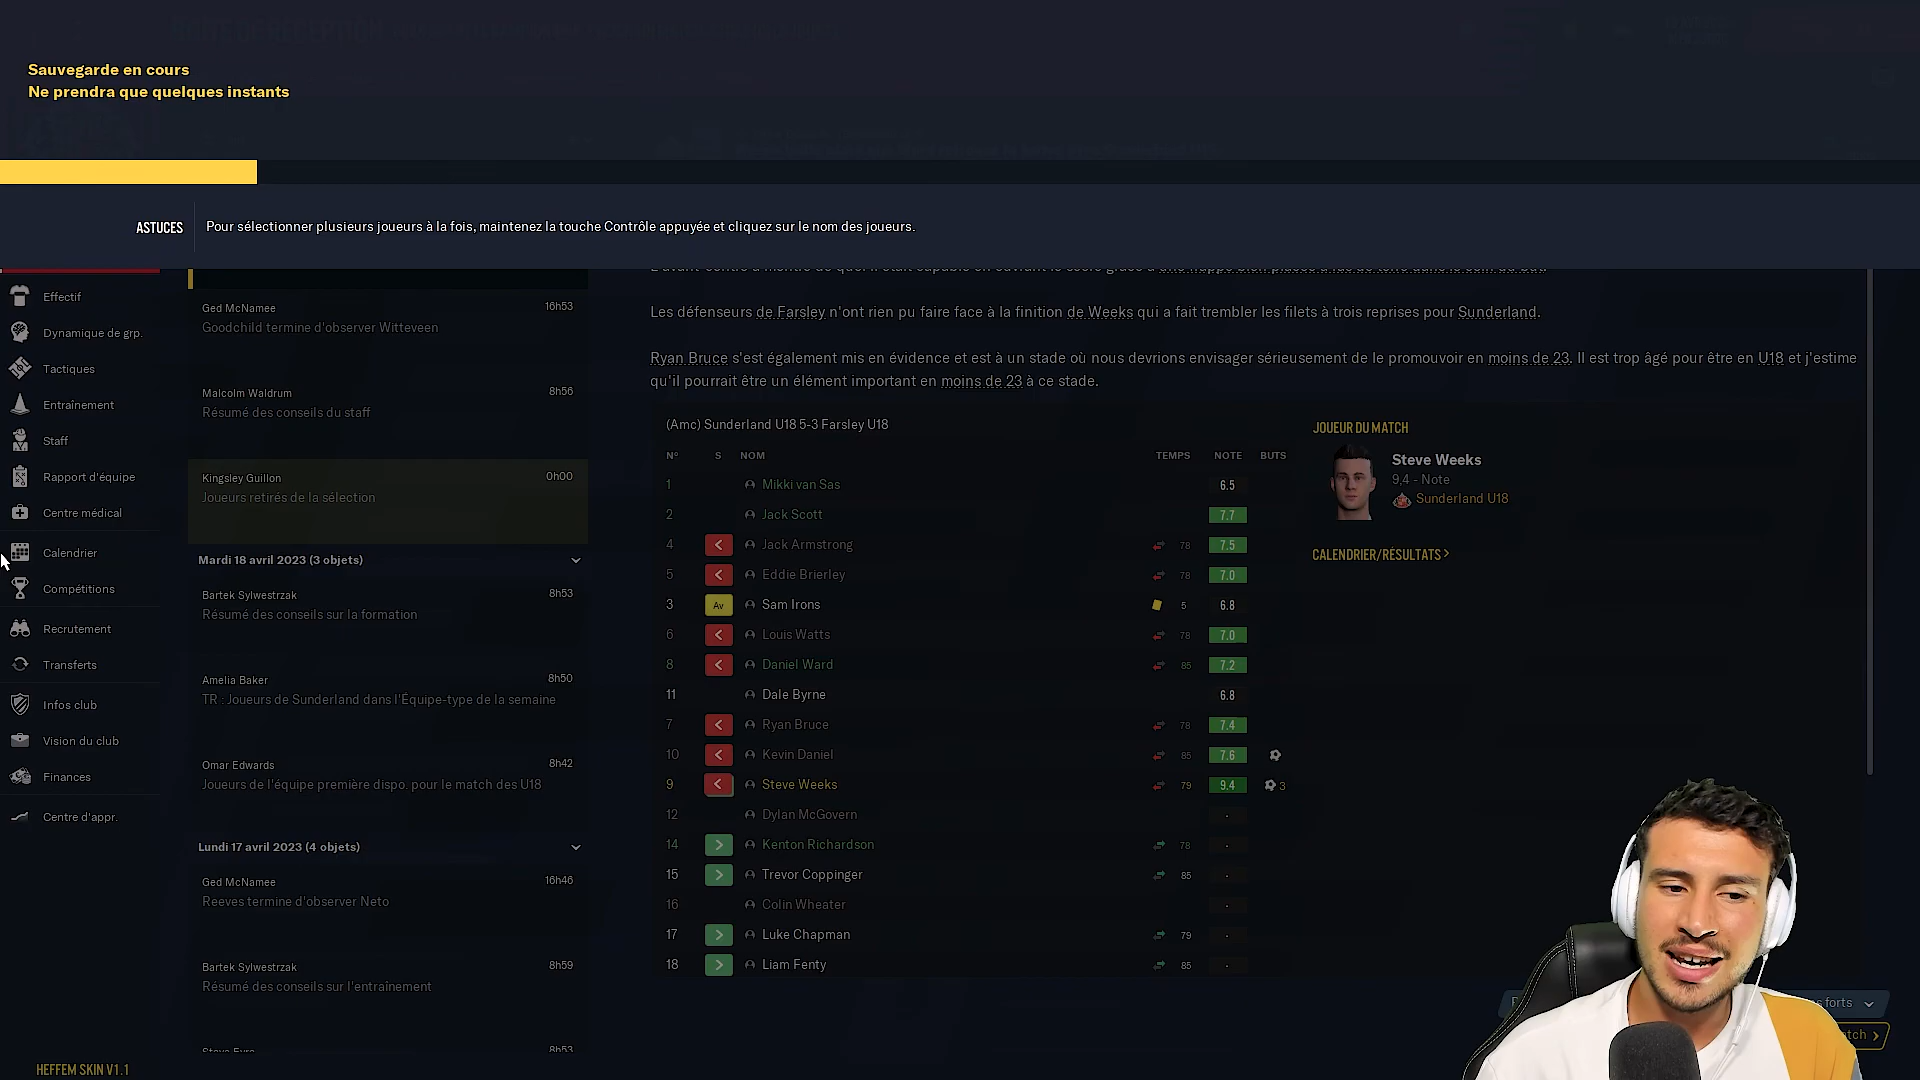 Sauvegarde en cours
Ne prendra que quelques instants
ASTUCES
Pour sélectionner plusieurs joueurs à la fois, maintenez la touche Contrôle appuyée et cliquez sur le nom des joueurs.
Effectif
Dynamique de grp.
Tactiques
Entraînement
Staff
Rapport d'équipe
Centre médical
Calendrier
Compétitions
Recrutement
Transferts
Infos club
Vision du club
Finances
Centre d'appr.
HEFFEM SKIN V1.1
Ged McNamee 16h53
Goodchild termine d'observer Witteveen
Malcolm Waldrum 8h56
Résumé des conseils du staff
Kingsley Guillon 0h00
Joueurs retirés de la sélection
Mardi 18 avril 2023 (3 objets)
Bartek Sylwestrzak 8h53
Résumé des conseils sur la formation
Amelia Baker 8h50
TR : Joueurs de Sunderland dans l'Équipe-type de la semaine
Omar Edwards 8h42
Joueurs de l'équipe première dispo. pour le match des U18
Lundi 17 avril 2023 (4 objets)
Ged McNamee 16h46
Reeves termine d'observer Neto
Bartek Sylwestrzak 8h59
Résumé des conseils sur l'entraînement
8h53
Les défenseurs de Farsley n'ont rien pu faire face à la finition de Weeks qui a fait trembler les filets à trois reprises pour Sunderland.
Ryan Bruce s'est également mis en évidence et est à un stade où nous devrions envisager sérieusement de le promouvoir en moins de 23. Il est trop âgé pour être en U18 et j'estime
qu'il pourrait être un élément important en moins de 23 à ce stade.
(Amc) Sunderland U18 5-3 Farsley U18
N° S NOM TEMPS NOTE BUTS
1 Mikki van Sas 6.5
2 Jack Scott 7.7
4 Jack Armstrong 78 7.5
5 Eddie Brierley 78 7.0
3 Av Sam Irons 5 6.8
6 Louis Watts 78 7.0
8 Daniel Ward 85 7.2
11 Dale Byrne 6.8
7 Ryan Bruce 78 7.4
10 Kevin Daniel 85 7.6
9 Steve Weeks 79 9.4 3
12 Dylan McGovern -
14 Kenton Richardson 78 -
15 Trevor Coppinger 85 -
16 Colin Wheater -
17 Luke Chapman 79 -
18 Liam Fenty 85 -
JOUEUR DU MATCH
Steve Weeks
9,4 - Note
Sunderland U18
CALENDRIER/RÉSULTATS >
forts